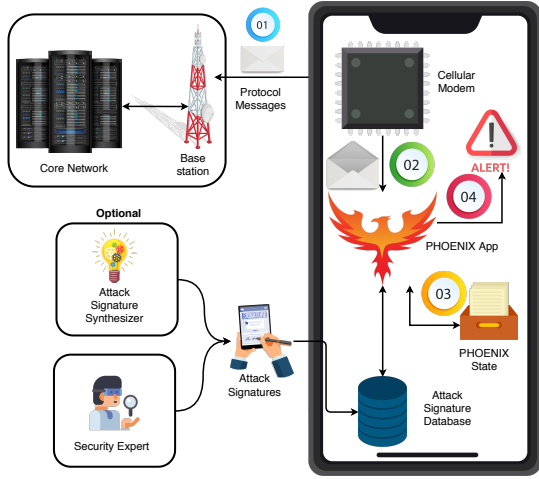 01
Protocol
Messages
Core Network
Base
station
Cellular
Modem
02
ALERT!
04
PHOENIX App
03
PHOENIX
State
Optional
Attack
Signature
Synthesizer
Security Expert
SIGNATURE
Attack
Signatures
Attack
Signature
Database